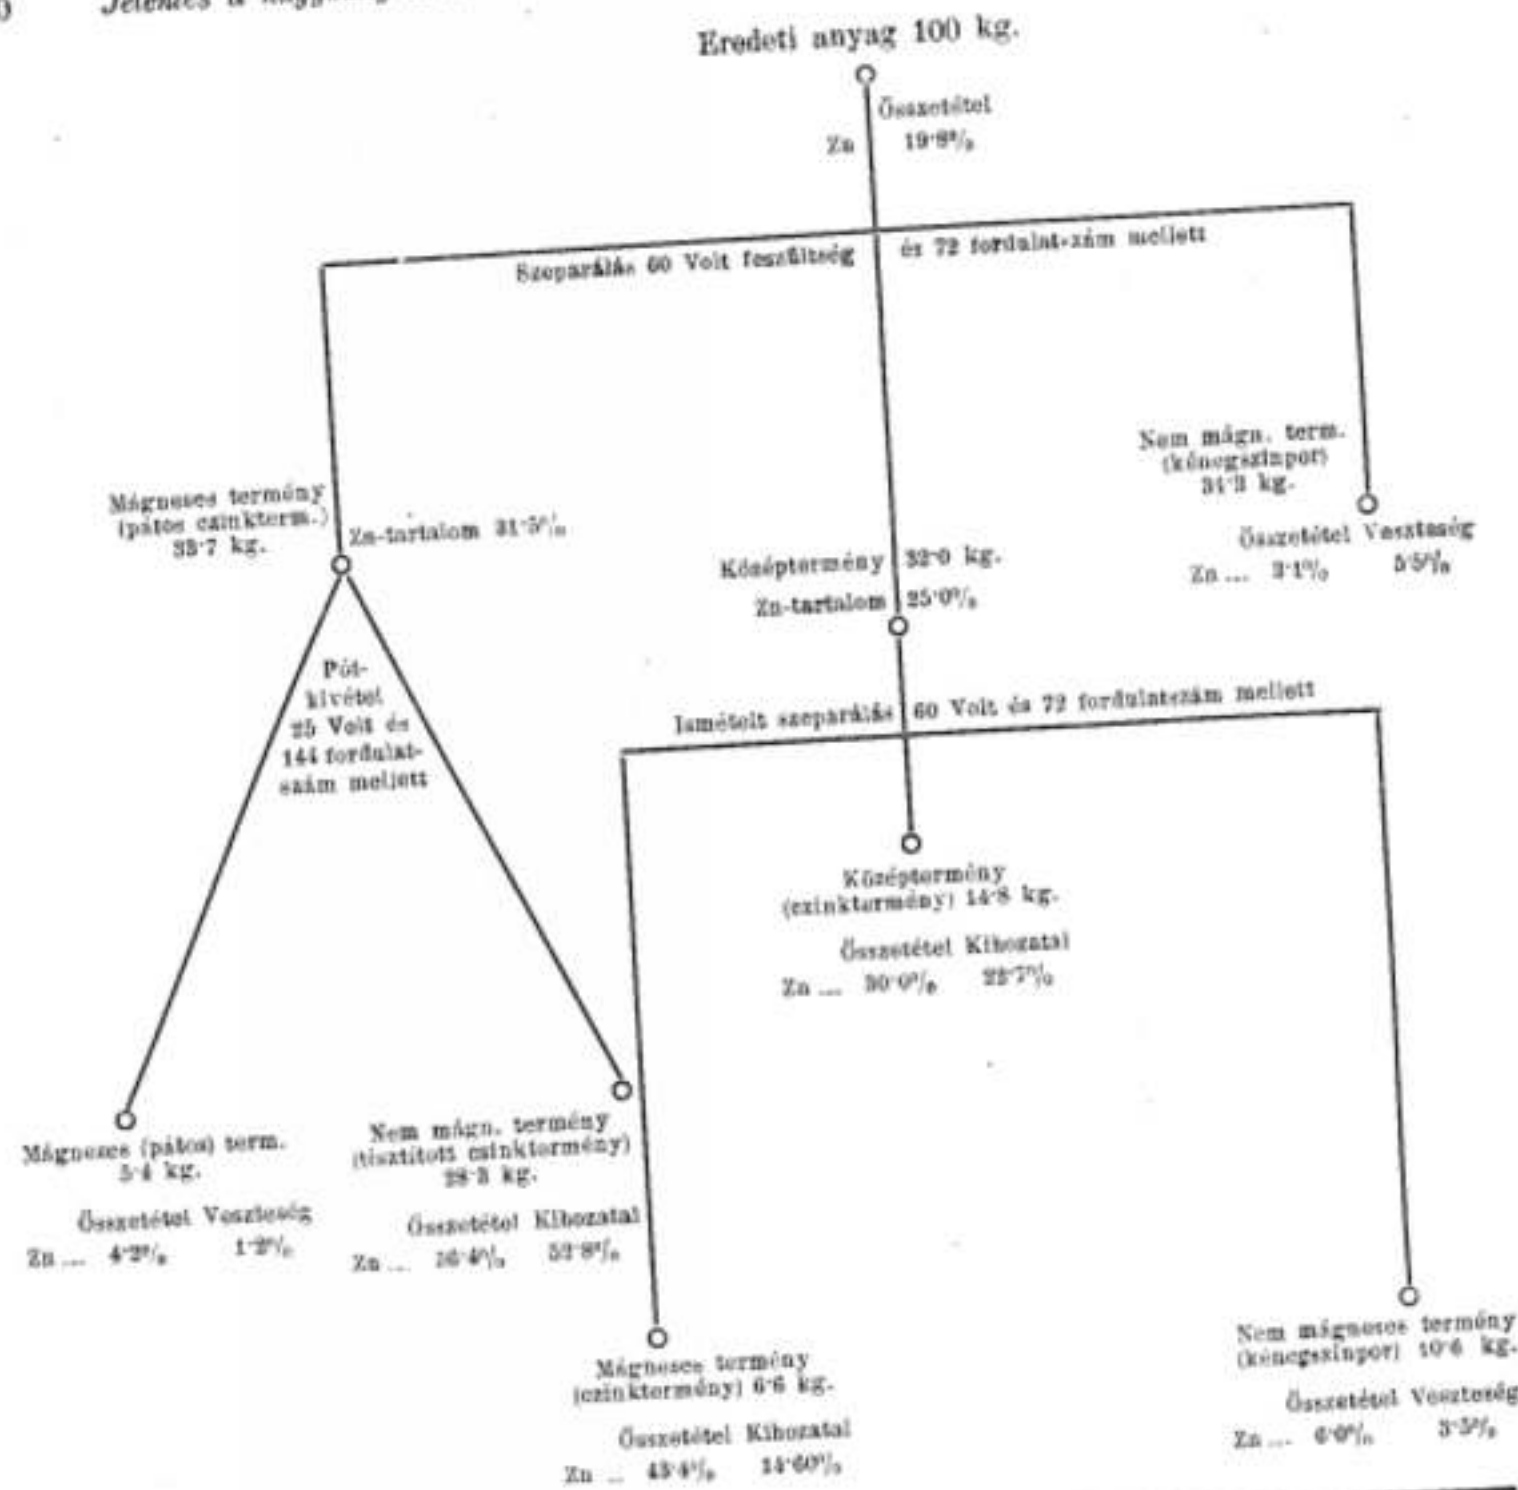 Jelentés a
Eredeti anyag 100 kg.
Összetétel
Zn 19·8%
Szeparálás 60 Volt feszültség és 72 fordulat-szám mellett
Nem mágn. term.
(kénegszinpor)
34·3 kg.
Összetétel Veszteség
Zn ... 3·1% 5·5%
Mágneses termény
(pátos czinkterm.)
33·7 kg.
Zn-tartalom 31·5%
Középtermény 32·0 kg.
Zn-tartalom 25·0%
Pót-
kivétel
25 Volt és
144 fordulat-
szám mellett
Ismételt szeparálás 60 Volt és 72 fordulatszám mellett
Középtermény
(czinktermény) 14·8 kg.
Összetétel Kihozatal
Zn ... 30·0% 22·7%
Mágneses (pátos) term.
5·4 kg.
Összetétel Veszteség
Zn ... 4·2% 1·2%
Nem mágn. termény
(tisztított czinktermény)
28·3 kg.
Összetétel Kihozatal
Zn ... 36·4% 52·8%
Mágneses termény
(czinktermény) 6·6 kg.
Összetétel Kihozatal
Zn ... 43·4% 14·60%
Nem mágneses termény
(kénegszinpor) 10·6 kg.
Összetétel Veszteség
Zn ... 6·0% 3·5%